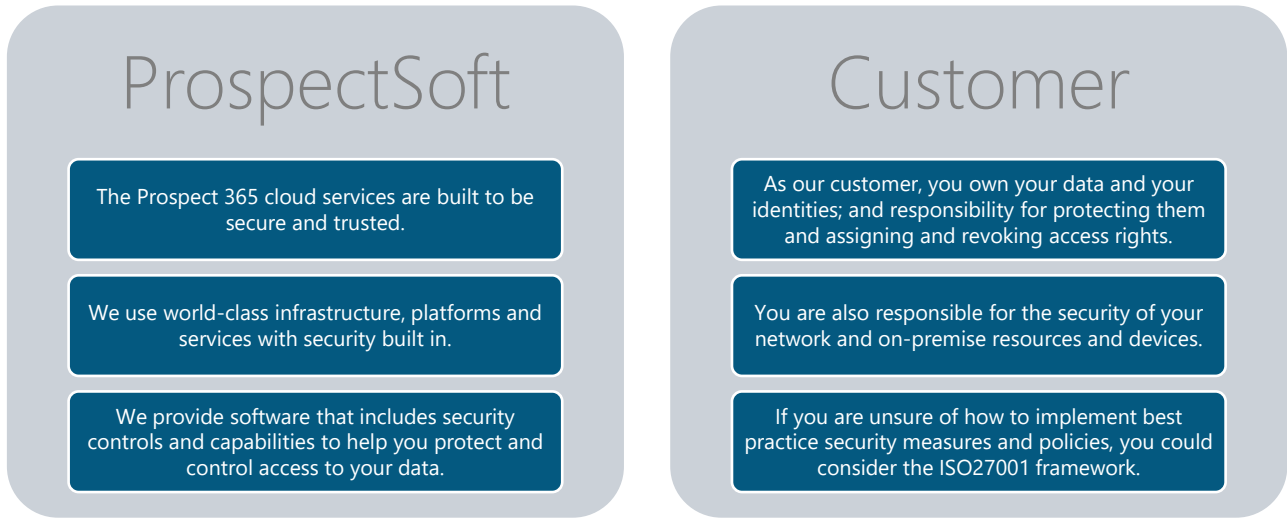 ProspectSoft
The Prospect 365 cloud services are built to be
secure and trusted.
We use world-class infrastructure, platforms and
services with security built in.
We provide software that includes security
controls and capabilities to help you protect and
control access to your data.
Customer
As our customer, you own your data and your
identities; and responsibility for protecting them
and assigning and revoking access rights.
You are also responsible for the security of your
network and on-premise resources and devices.
If you are unsure of how to implement best
practice security measures and policies, you could
consider the ISO27001 framework.